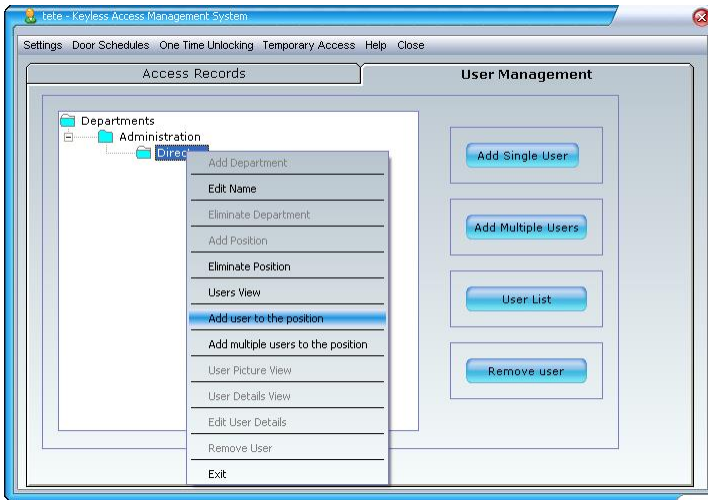 tete - Keyless Access Management System
Settings Door Schedules One Time Unlocking Temporary Access Help Close
Access Records
User Management
Departments
Administration
Add Department
Edit Name
Eliminate Department
Add Position
Eliminate Position
Users View
Add user to the position
Add multiple users to the position
User Picture View
User Details View
Edit User Details
Remove User
Exit
Add Single User
Add Multiple Users
User List
Remove user